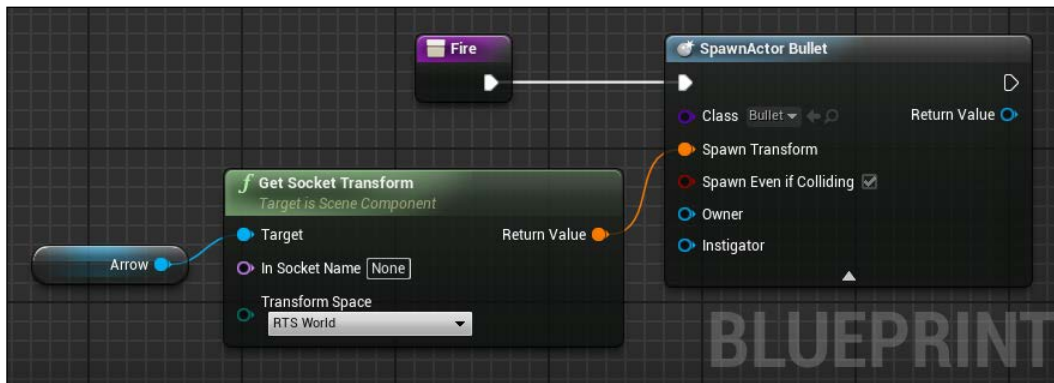 Fire
SpawnActor Bullet
Class Bullet
Return Value
Spawn Transform
Spawn Even if Colliding
Owner
Instigator
f Get Socket Transform
Target is Scene Component
Target
Return Value
In Socket Name None
Transform Space
RTS World
Arrow
BLUEPRINT